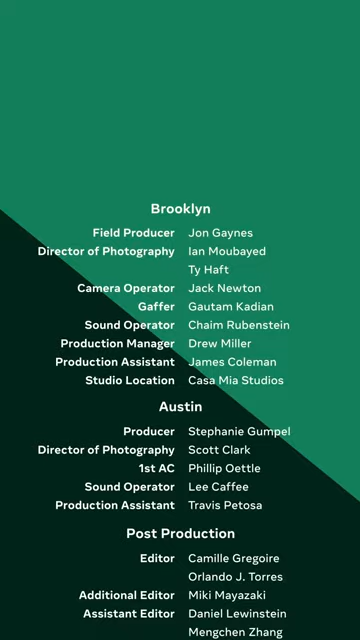 Brooklyn
Field Producer Jon Gaynes
Director of Photography Ian Moubayed
Ty Haft
Camera Operator Jack Newton
Gaffer Gautam Kadian
Sound Operator Chaim Rubenstein
Production Manager Drew Miller
Production Assistant James Coleman
Studio Location Casa Mia Studios
Austin
Producer Stephanie Gumpel
Director of Photography Scott Clark
1st AC Phillip Oettle
Sound Operator Lee Caffee
Production Assistant Travis Petosa
Post Production
Editor Camille Gregoire
Orlando J. Torres
Additional Editor Miki Mayazaki
Assistant Editor Daniel Lewinstein
Mengchen Zhang